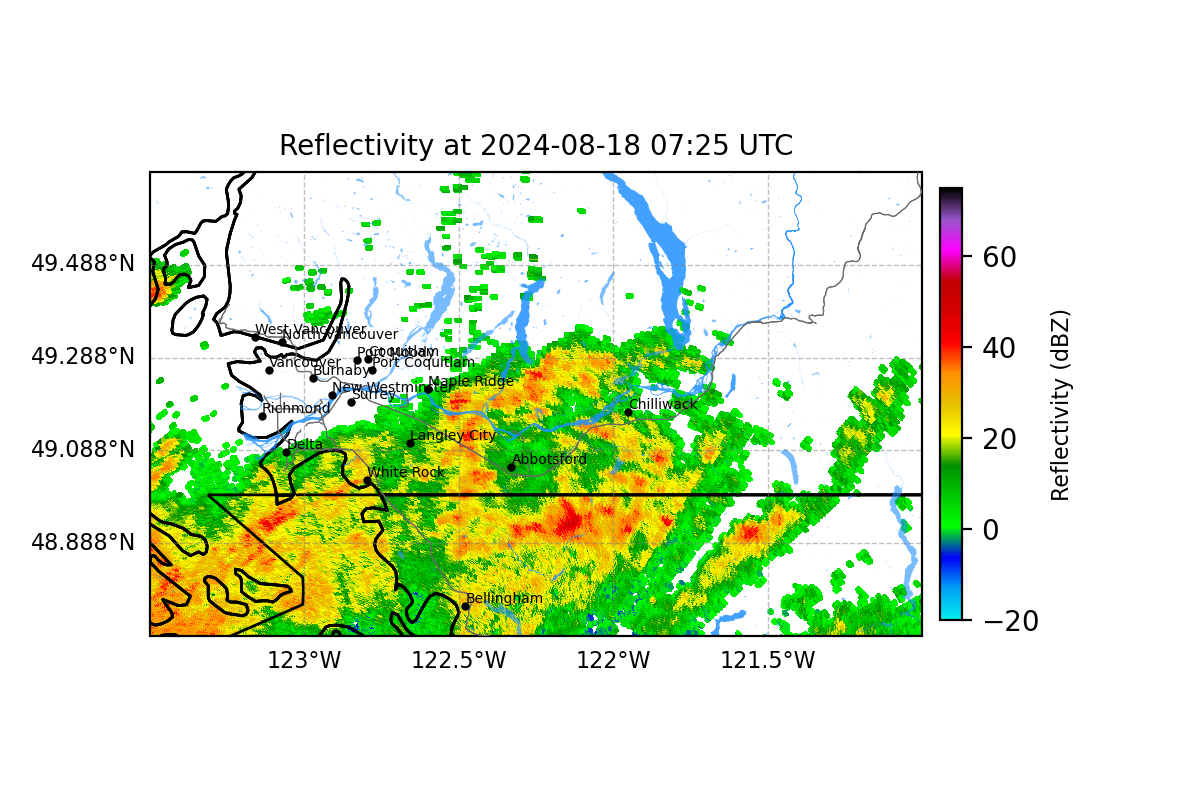 Reflectivity at 2024-08-18 07:25 UTC
49.488°N
49.288°N
49.088°N
48.888°N
123°W
122.5°W
122°W
121.5°W
West Vancouver
North Vancouver
Port Moody
Coquitlam
Vancouver
Port Coquitlam
Burnaby
Maple Ridge
New Westminster
Surrey
Richmond
Chilliwack
Langley City
Delta
Abbotsford
White Rock
Bellingham
60
40
20
0
−20
Reflectivity (dBZ)